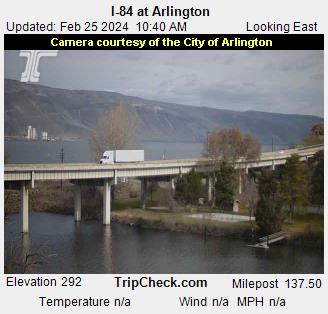 I-84 at Arlington
Updated: Feb 25 2024 10:40 AM Looking East
Camera courtesy of the City of Arlington
Elevation 292 TripCheck.com Milepost 137.50
Temperature n/a Wind n/a MPH n/a